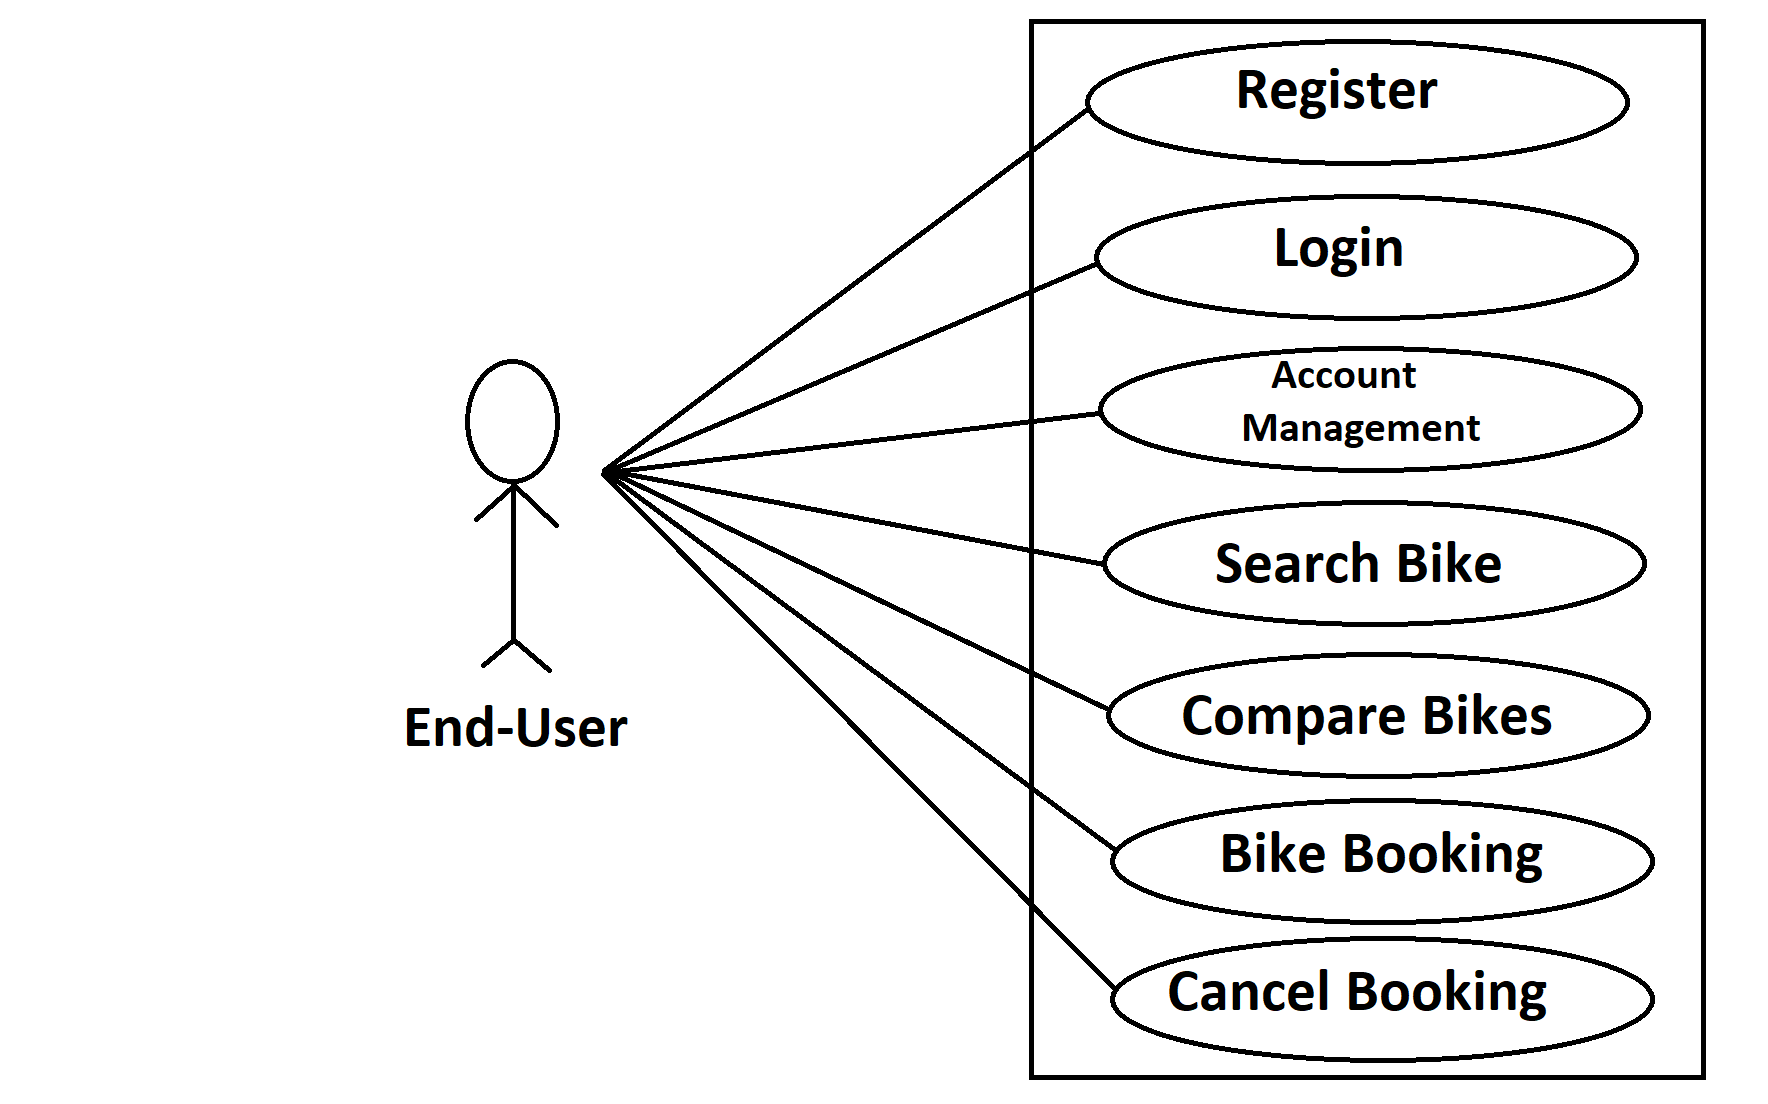 Register
Login
Account
Management
Search Bike
Compare Bikes
Bike Booking
Cancel Booking
End-User